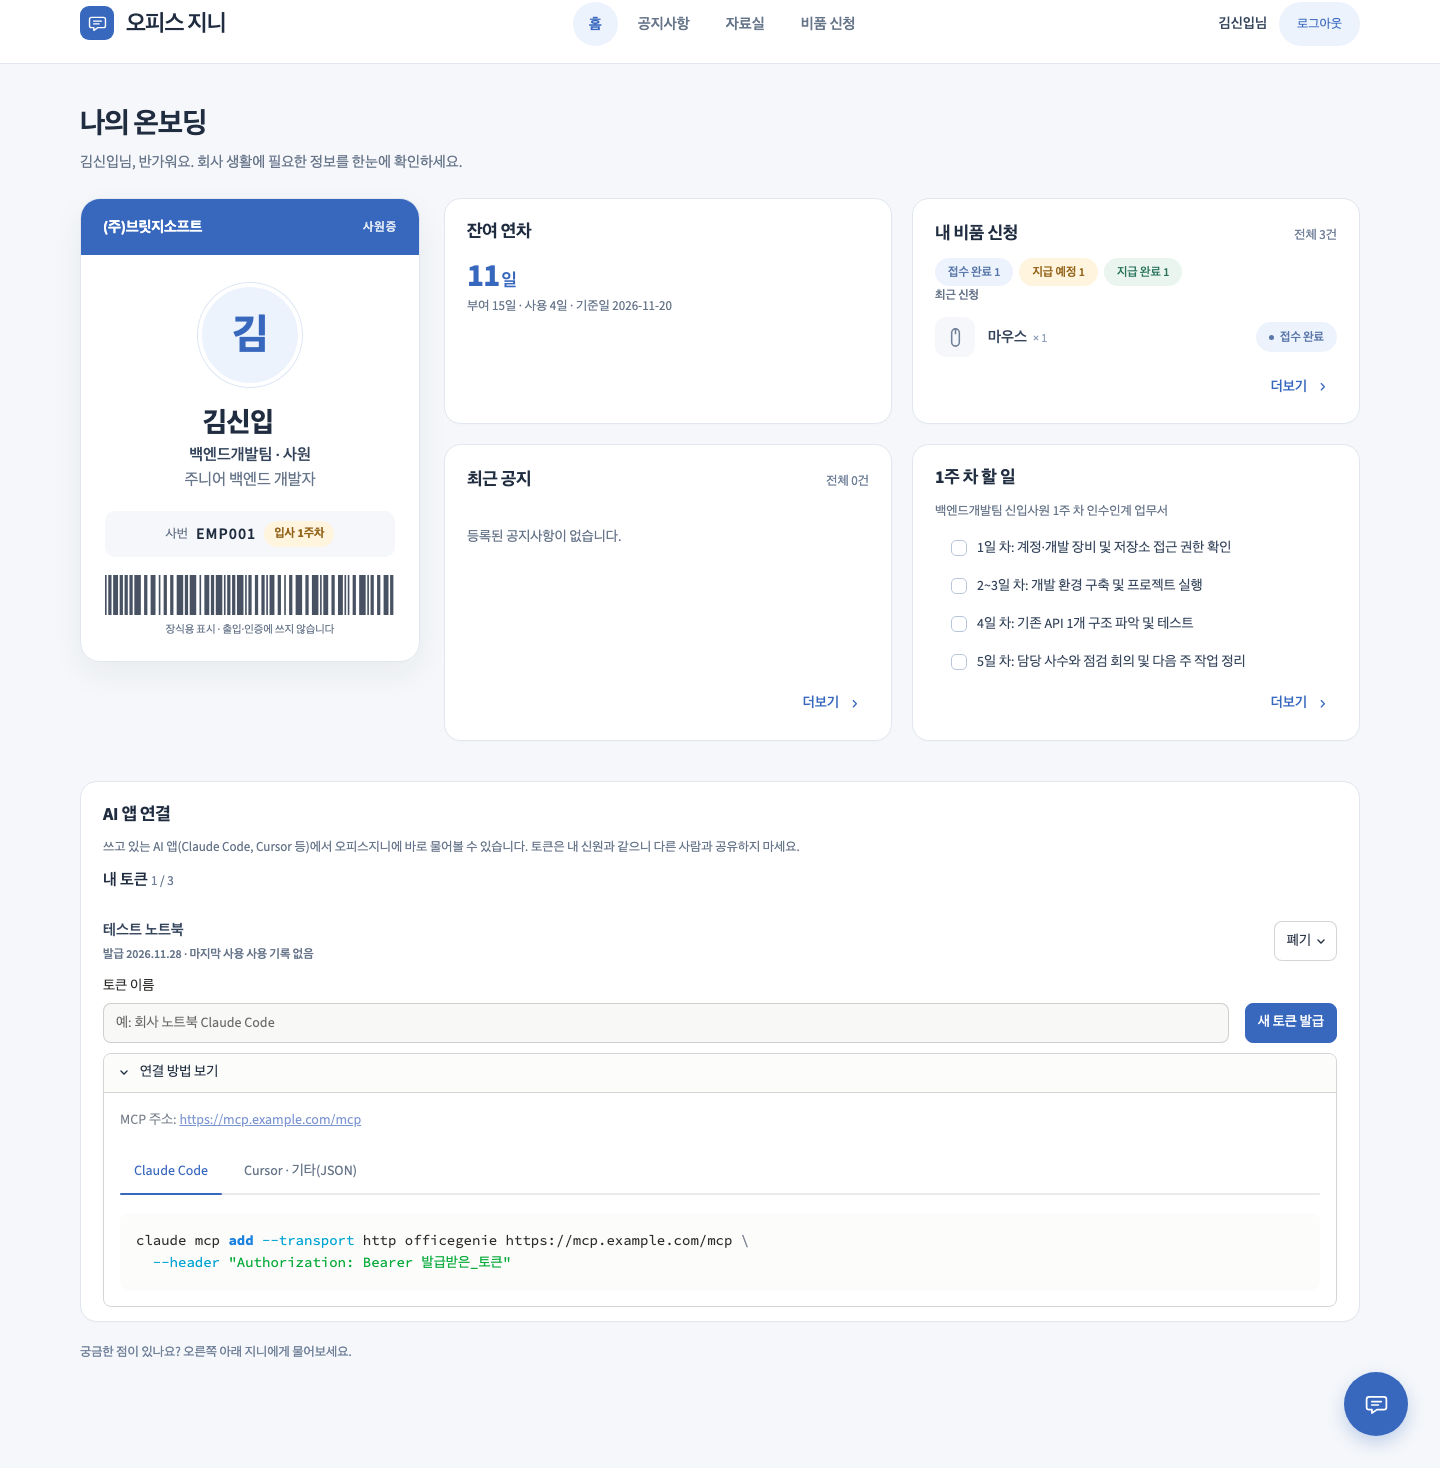 오피스 지니
홈 공지사항 자료실 비품 신청
김신입님 로그아웃
나의 온보딩
김신입님, 반가워요. 회사 생활에 필요한 정보를 한눈에 확인하세요.
(주)브릿지소프트 사원증
김
김신입
백엔드개발팀 · 사원
주니어 백엔드 개발자
사번 EMP001 입사 1주차
장식용 표시 · 출입·인증에 쓰지 않습니다
잔여 연차
11일
부여 15일 · 사용 4일 · 기준일 2026-11-20
내 비품 신청 전체 3건
접수 완료 1 지급 예정 1 지급 완료 1
최근 신청
마우스 × 1 접수 완료
더보기
최근 공지 전체 0건
등록된 공지사항이 없습니다.
더보기
1주 차 할 일
백엔드개발팀 신입사원 1주 차 인수인계 업무서
1일 차: 계정·개발 장비 및 저장소 접근 권한 확인
2~3일 차: 개발 환경 구축 및 프로젝트 실행
4일 차: 기존 API 1개 구조 파악 및 테스트
5일 차: 담당 사수와 점검 회의 및 다음 주 작업 정리
더보기
AI 앱 연결
쓰고 있는 AI 앱(Claude Code, Cursor 등)에서 오피스지니에 바로 물어볼 수 있습니다. 토큰은 내 신원과 같으니 다른 사람과 공유하지 마세요.
내 토큰 1 / 3
테스트 노트북
발급 2026.11.28 · 마지막 사용 사용 기록 없음
폐기
토큰 이름
예: 회사 노트북 Claude Code
새 토큰 발급
연결 방법 보기
MCP 주소: https://mcp.example.com/mcp
Claude Code Cursor · 기타(JSON)
claude mcp add --transport http officegenie https://mcp.example.com/mcp \
--header "Authorization: Bearer 발급받은_토큰"
궁금한 점이 있나요? 오른쪽 아래 지니에게 물어보세요.